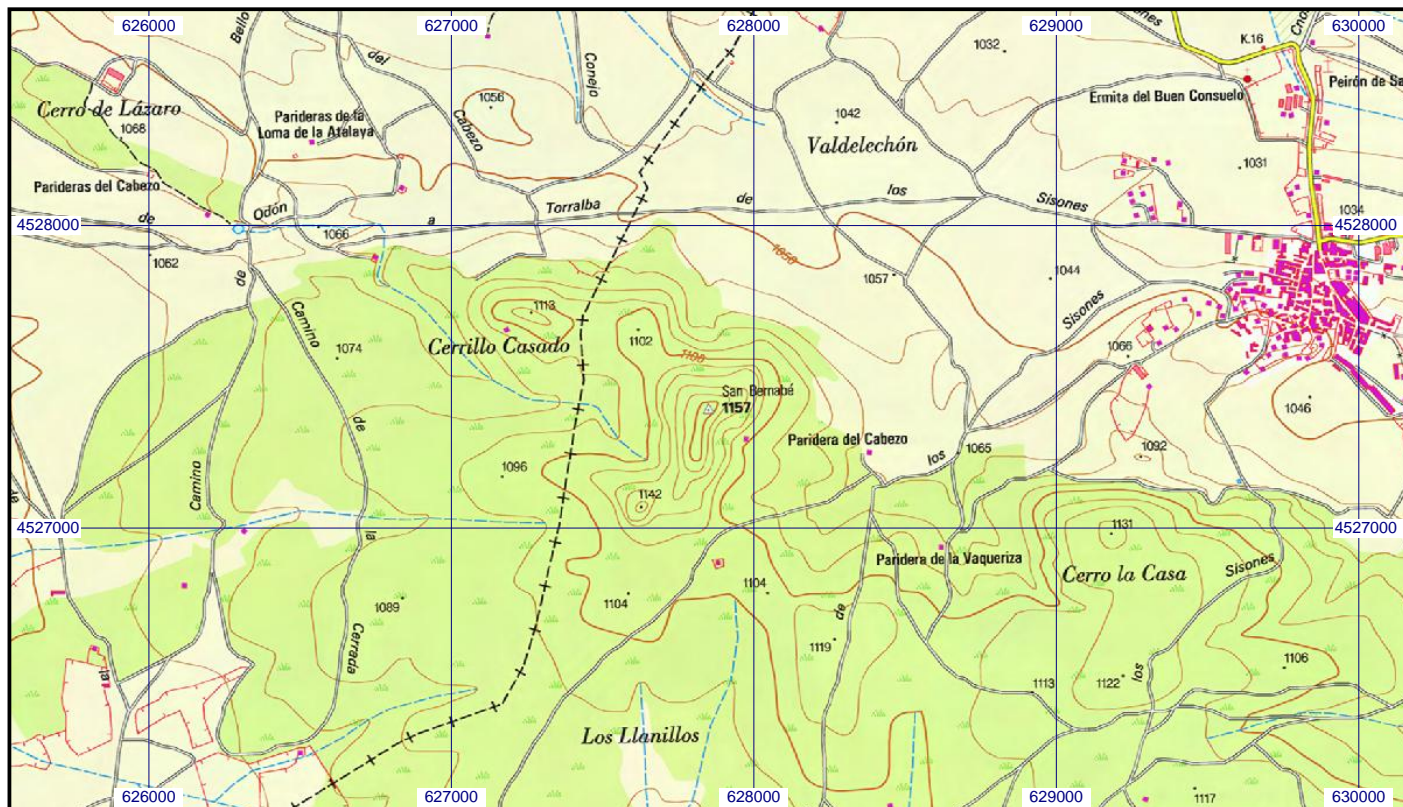 626000
627000
628000
629000
630000
Bello
del
Conejo
1032
Sisones
K.16
Cerro de Lázaro
1068
Parideras de la
Loma de la Atalaya
1056
Cabezo
1042
Valdelechón
Ermita del Buen Consuelo
Peirón de Sa
1031
Parideras del Cabezo
de
Odón
a
Torralba
de
los
Sisones
1034
4528000
4528000
1066
1062
de
1050
1057
1044
Camino
1113
Sisones
1102
1074
Cerrillo Casado
1100
1066
San Bernabé
1157
1046
de
Paridera del Cabezo
los
1065
1092
de
Camino
1096
1142
4527000
4527000
la
1131
Paridera de la Vaqueriza
Cerro la Casa
Sisones
1089
1104
1104
de
1119
Cerrada
la
1113
1122
los
1106
Los Llanillos
1117
626000
627000
628000
629000
630000